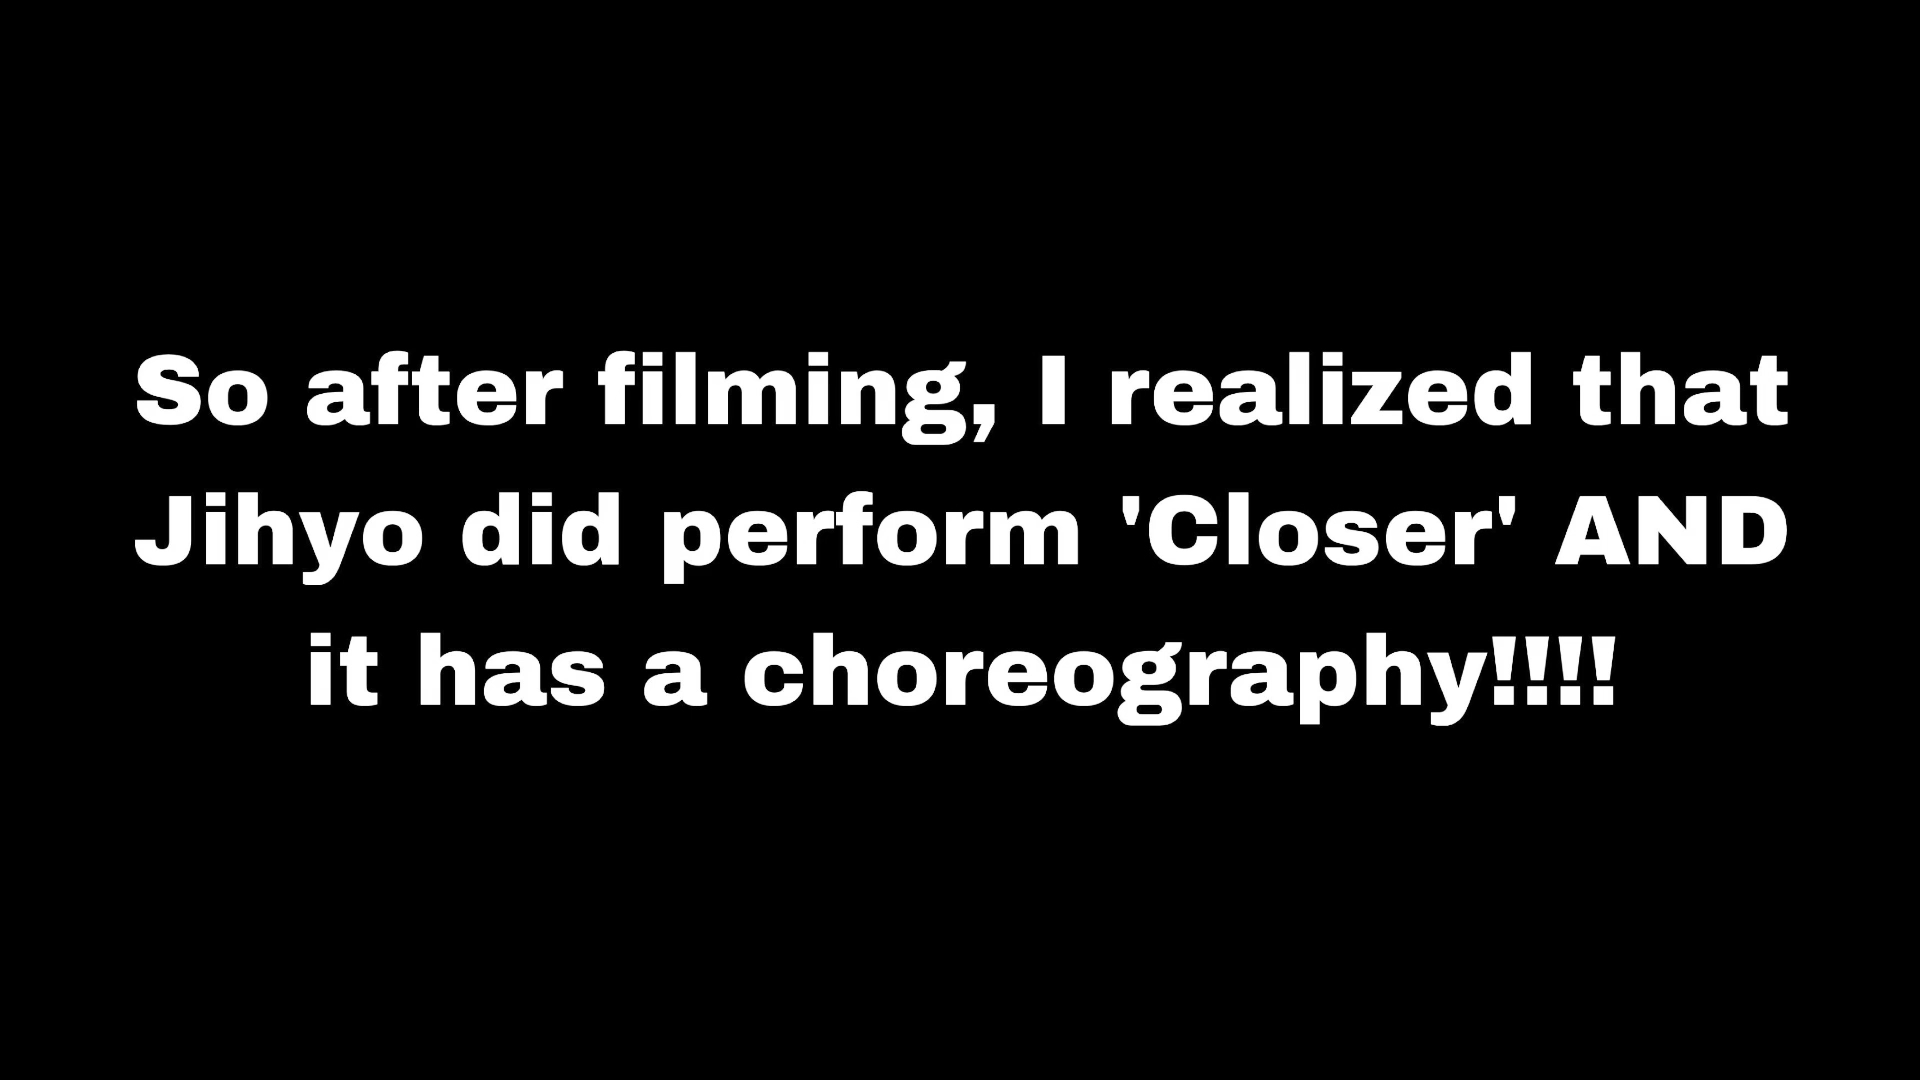 So after filming, I realized that
Jihyo did perform 'Closer' AND
it has a choreography!!!!